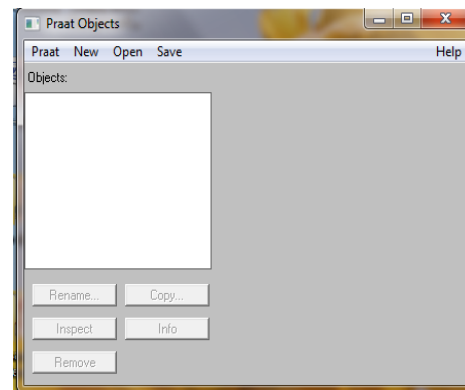 Praat Objects
Praat New Open Save Help
Objects:
Rename... Copy...
Inspect Info
Remove